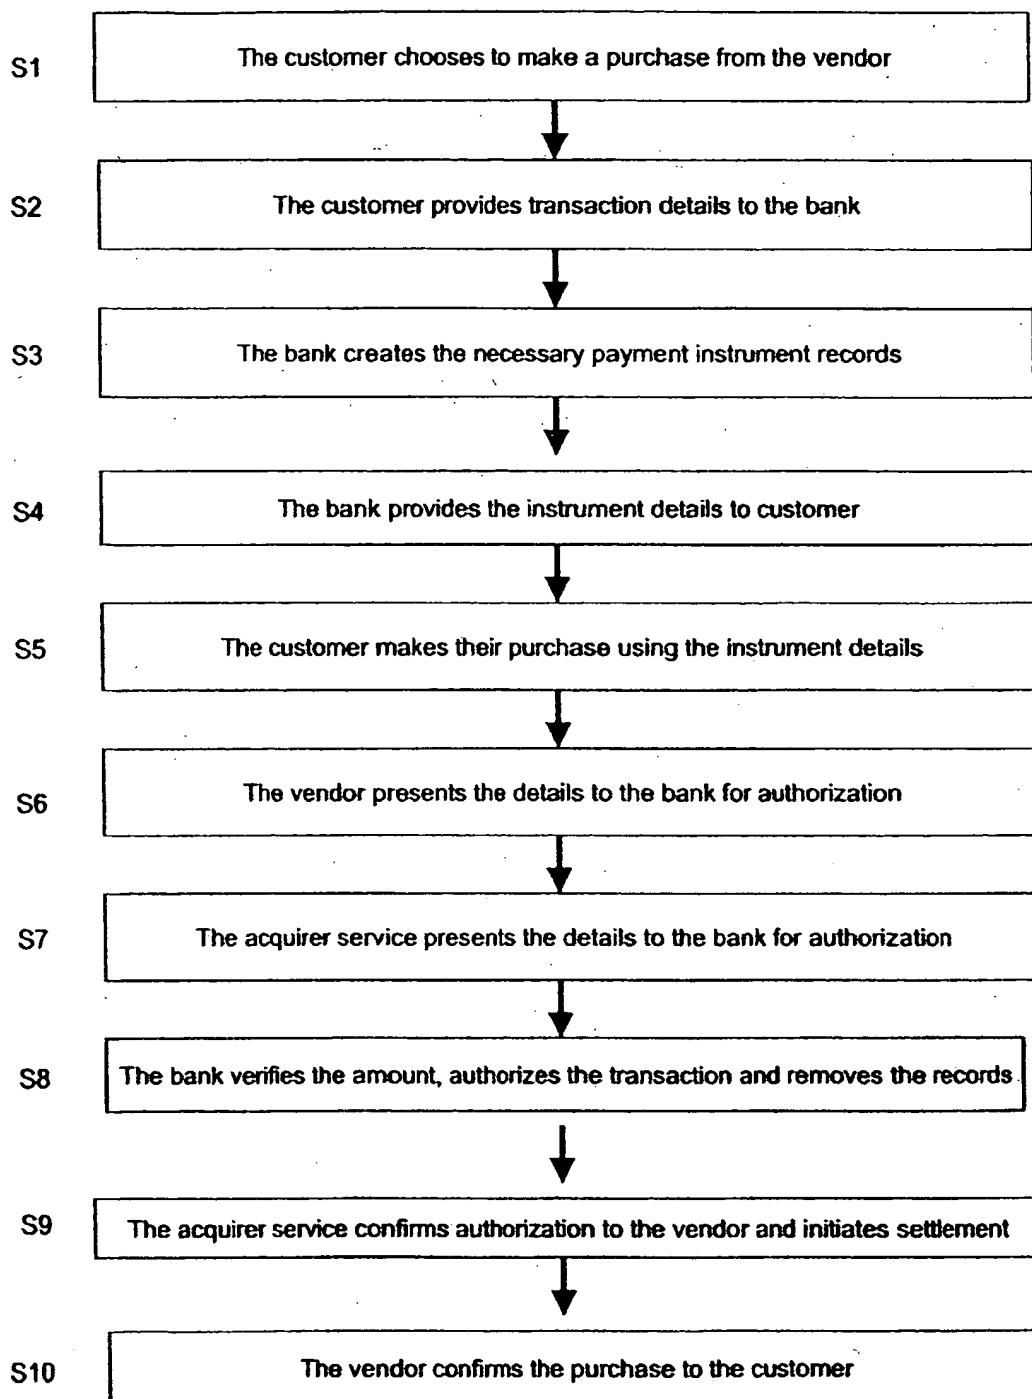 S1 The customer chooses to make a purchase from the vendor
S2 The customer provides transaction details to the bank
S3 The bank creates the necessary payment instrument records
S4 The bank provides the instrument details to customer
S5 The customer makes their purchase using the instrument details
S6 The vendor presents the details to the bank for authorization
S7 The acquirer service presents the details to the bank for authorization
S8 The bank verifies the amount, authorizes the transaction and removes the records
S9 The acquirer service confirms authorization to the vendor and initiates settlement
S10 The vendor confirms the purchase to the customer